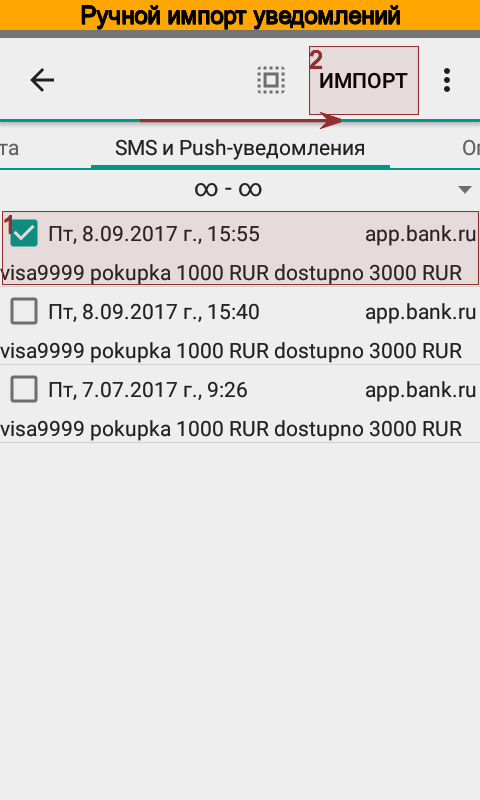 Ручной импорт уведомлений
2
ИМПОРТ
та
SMS и Push-уведомления
Оп
∞ - ∞
1
Пт, 8.09.2017 г., 15:55
app.bank.ru
visa9999 pokupka 1000 RUR dostupno 3000 RUR
Пт, 8.09.2017 г., 15:40
app.bank.ru
visa9999 pokupka 1000 RUR dostupno 3000 RUR
Пт, 7.07.2017 г., 9:26
app.bank.ru
visa9999 pokupka 1000 RUR dostupno 3000 RUR